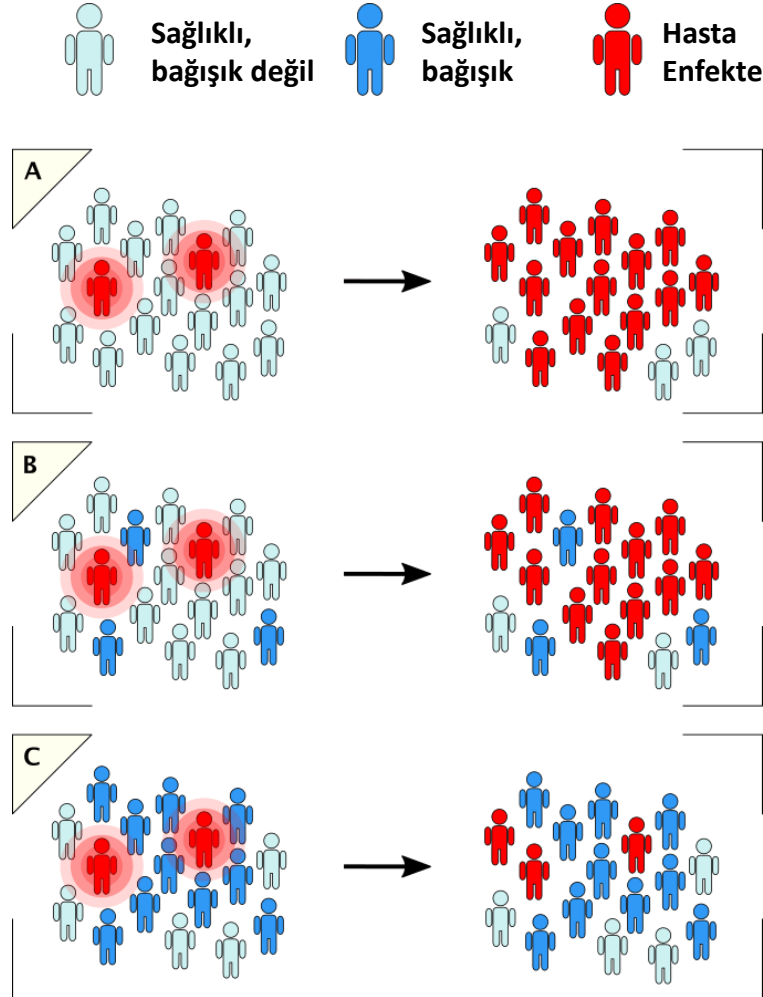 Sağlıklı,
bağışık değil
Sağlıklı,
bağışık
Hasta
Enfekte
A
B
C